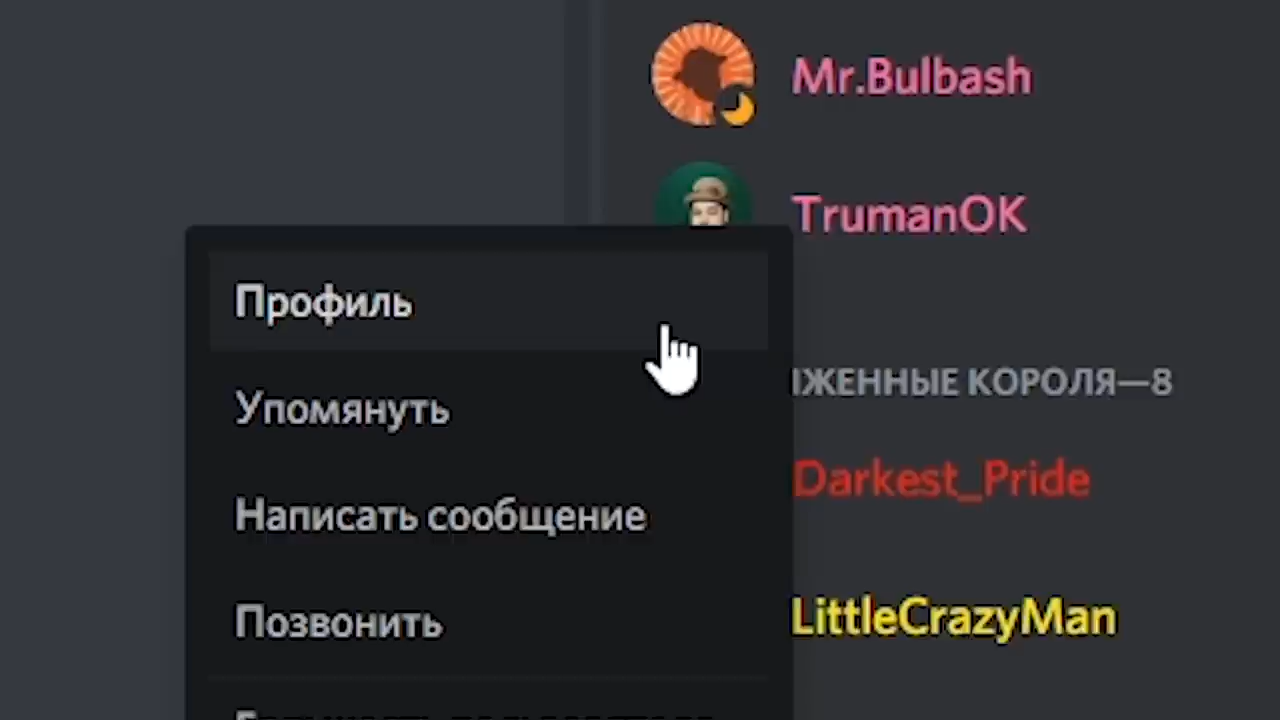 Mr.Bulbash
TrumanOK
Профиль
ЖЕННЫЕ КОРОЛЯ—8
Упомянуть
Darkest_Pride
Написать сообщение
LittleCrazyMan
Позвонить